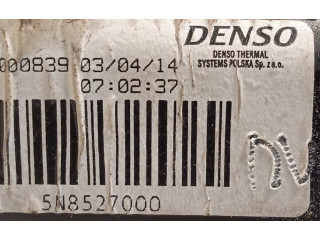 DENSO
DENSO THERMAL
SYSTEMS POLSKA Sp. z o.o.
000839 03/04/14
07:02:37
5N8527000